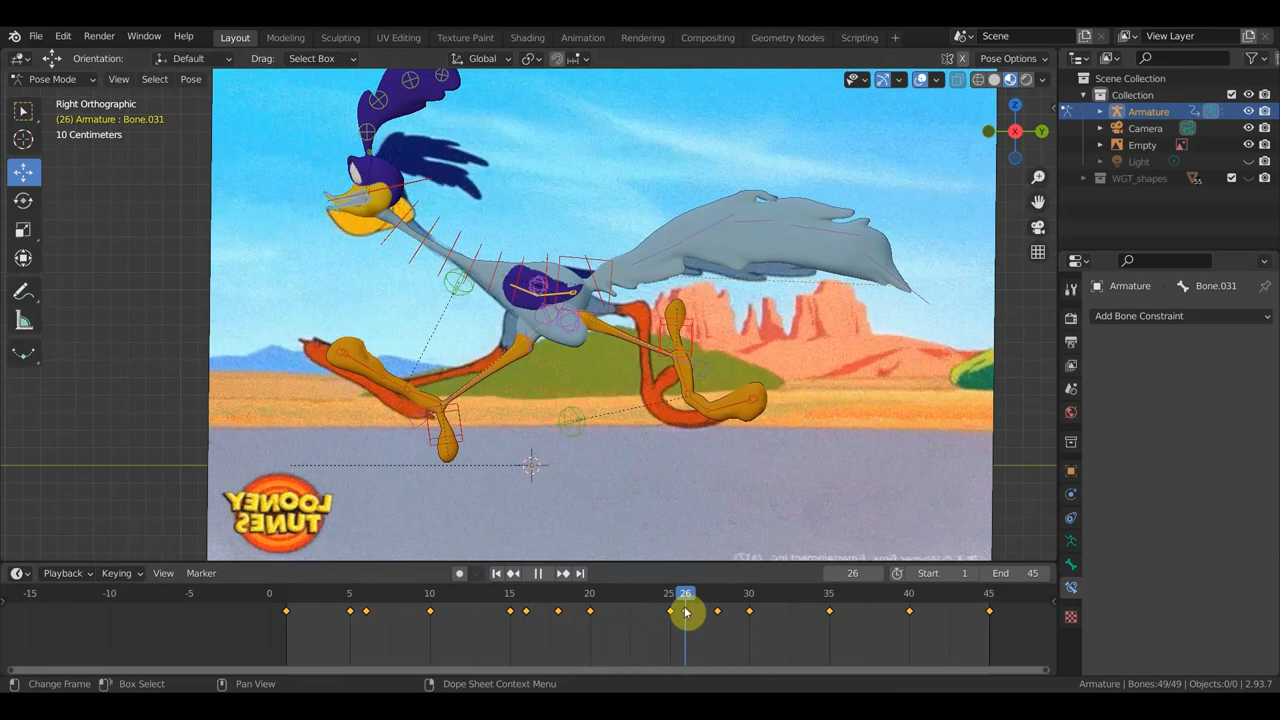 File Edit Render Window Help Layout Modeling Sculpting UV Editing Texture Paint Shading Animation Rendering Compositing Geometry Nodes Scripting + Scene View Layer
Orientation: Default Drag: Select Box Global Pose Options
Pose Mode View Select Pose
Right Orthographic
(26) Armature : Bone.031
10 Centimeters
Z
X
Y
Scene Collection
Collection
Armature
Camera
Empty
Light
WGT_shapes 55
Armature Bone.031
Add Bone Constraint
LOONEY
TUNES
Playback Keying View Marker 26 Start 1 End 45
-15 -10 -5 0 5 10 15 20 25 26 30 35 40 45
Change Frame Box Select Pan View Dope Sheet Context Menu Armature | Bones:49/49 | Objects:0/0 | 2.93.7